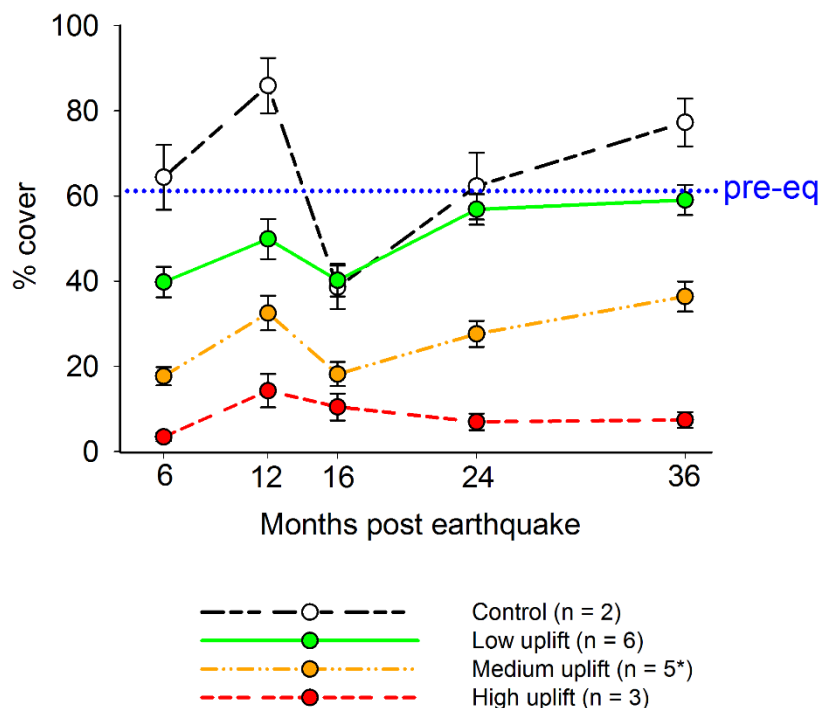 100
80
60
40
20
0
% cover
pre-eq
6 12 16 24 36
Months post earthquake
Control (n = 2)
Low uplift (n = 6)
Medium uplift (n = 5*)
High uplift (n = 3)